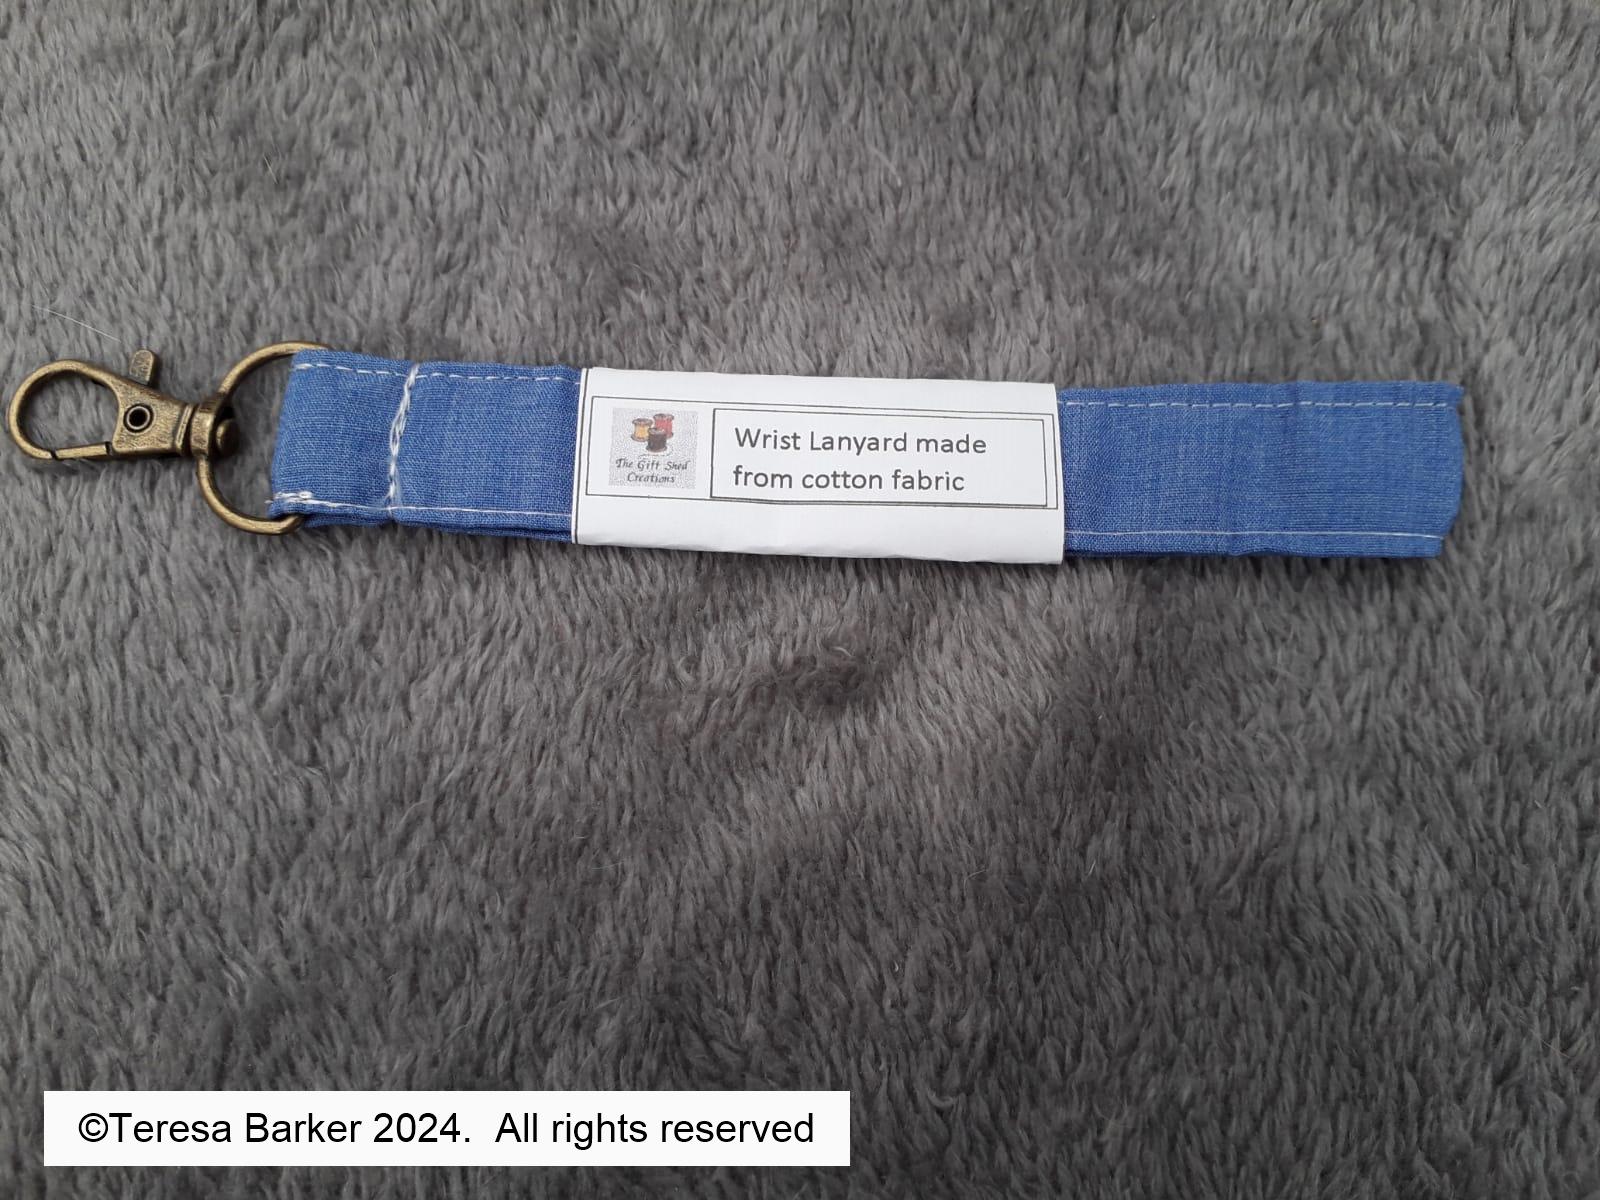 The Gift Shed
Creations
Wrist Lanyard made
from cotton fabric
©Teresa Barker 2024.  All rights reserved